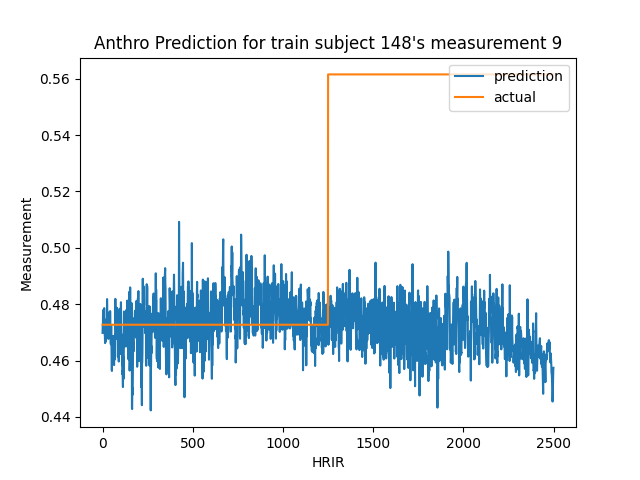 Anthro Prediction for train subject 148's measurement 9
prediction
actual
0.56
0.54
0.52
0.50
0.48
0.46
0.44
Measurement
0
500
1000
1500
2000
2500
HRIR